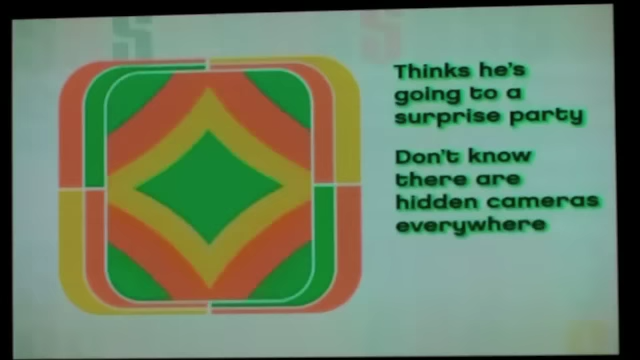 Thinks he's
going to a
surprise party
Don't know
there are
hidden cameras
everywhere